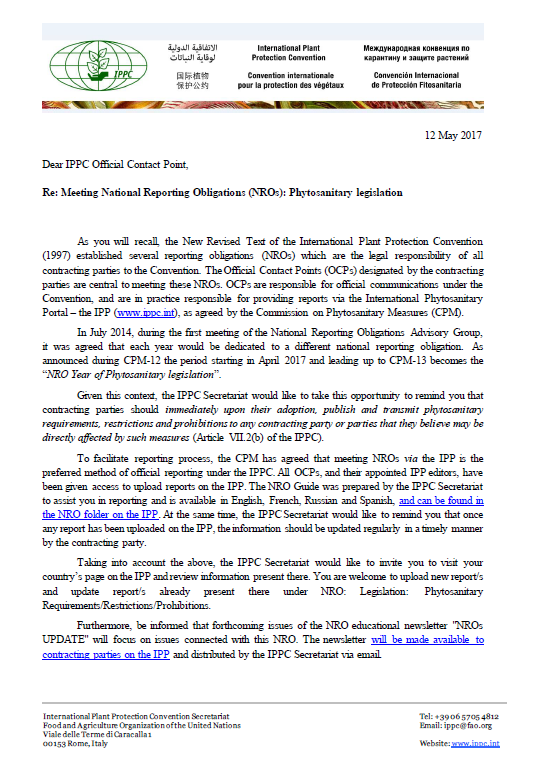 IPPC
الاتفاقية الدولية
لوقاية النباتات
国际植物
保护公约
International Plant
Protection Convention
Convention internationale
pour la protection des végétaux
Международная конвенция по
карантину и защите растений
Convención Internacional
de Protección Fitosanitaria
12 May 2017
Dear IPPC Official Contact Point,
Re: Meeting National Reporting Obligations (NROs): Phytosanitary legislation
As you will recall, the New Revised Text of the International Plant Protection Convention
(1997) established several reporting obligations (NROs) which are the legal responsibility of all
contracting parties to the Convention. The Official Contact Points (OCPs) designated by the contracting
parties are central to meeting these NROs. OCPs are responsible for official communications under the
Convention, and are in practice responsible for providing reports via the International Phytosanitary
Portal – the IPP (www.ippc.int), as agreed by the Commission on Phytosanitary Measures (CPM).
In July 2014, during the first meeting of the National Reporting Obligations Advisory Group,
it was agreed that each year would be dedicated to a different national reporting obligation. As
announced during CPM-12 the period starting in April 2017 and leading up to CPM-13 becomes the
“NRO Year of Phytosanitary legislation”.
Given this context, the IPPC Secretariat would like to take this opportunity to remind you that
contracting parties should immediately upon their adoption, publish and transmit phytosanitary
requirements, restrictions and prohibitions to any contracting party or parties that they believe may be
directly affected by such measures (Article VII.2(b) of the IPPC).
To facilitate reporting process, the CPM has agreed that meeting NROs via the IPP is the
preferred method of official reporting under the IPPC. All OCPs, and their appointed IPP editors, have
been given access to upload reports on the IPP. The NRO Guide was prepared by the IPPC Secretariat
to assist you in reporting and is available in English, French, Russian and Spanish, and can be found in
the NRO folder on the IPP. At the same time, the IPPC Secretariat would like to remind you that once
any report has been uploaded on the IPP, the information should be updated regularly in a timely manner
by the contracting party.
Taking into account the above, the IPPC Secretariat would like to invite you to visit your
country’s page on the IPP and review information present there. You are welcome to upload new report/s
and update report/s already present there under NRO: Legislation: Phytosanitary
Requirements/Restrictions/Prohibitions.
Furthermore, be informed that forthcoming issues of the NRO educational newsletter "NROs
UPDATE" will focus on issues connected with this NRO. The newsletter will be made available to
contracting parties on the IPP and distributed by the IPPC Secretariat via email.
International Plant Protection Convention Secretariat
Food and Agriculture Organization of the United Nations
Viale delle Terme di Caracalla 1
00153 Rome, Italy
Tel: +39 06 5705 4812
Email: ippc@fao.org
Website: www.ippc.int